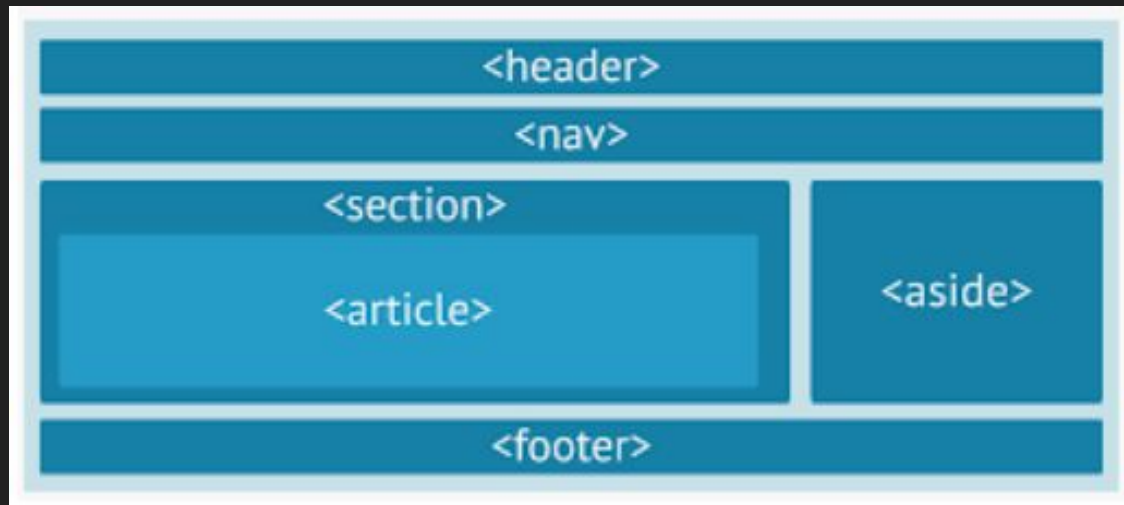 <header>
<nav>
<section>
<article>
<aside>
<footer>